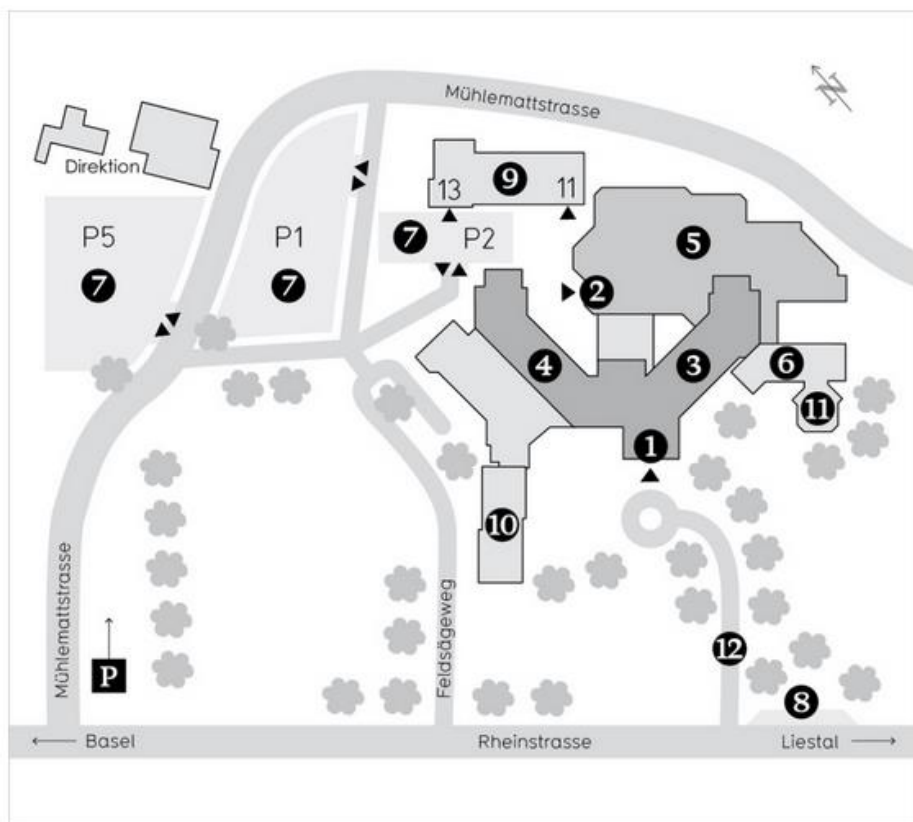 N
Mühlemattstrasse
Direktion
13
9
11
P5
P1
7
P2
5
7
7
2
4
3
6
11
1
10
Mühlemattstrasse
Feldsägeweg
12
P
8
Basel
Rheinstrasse
Liestal